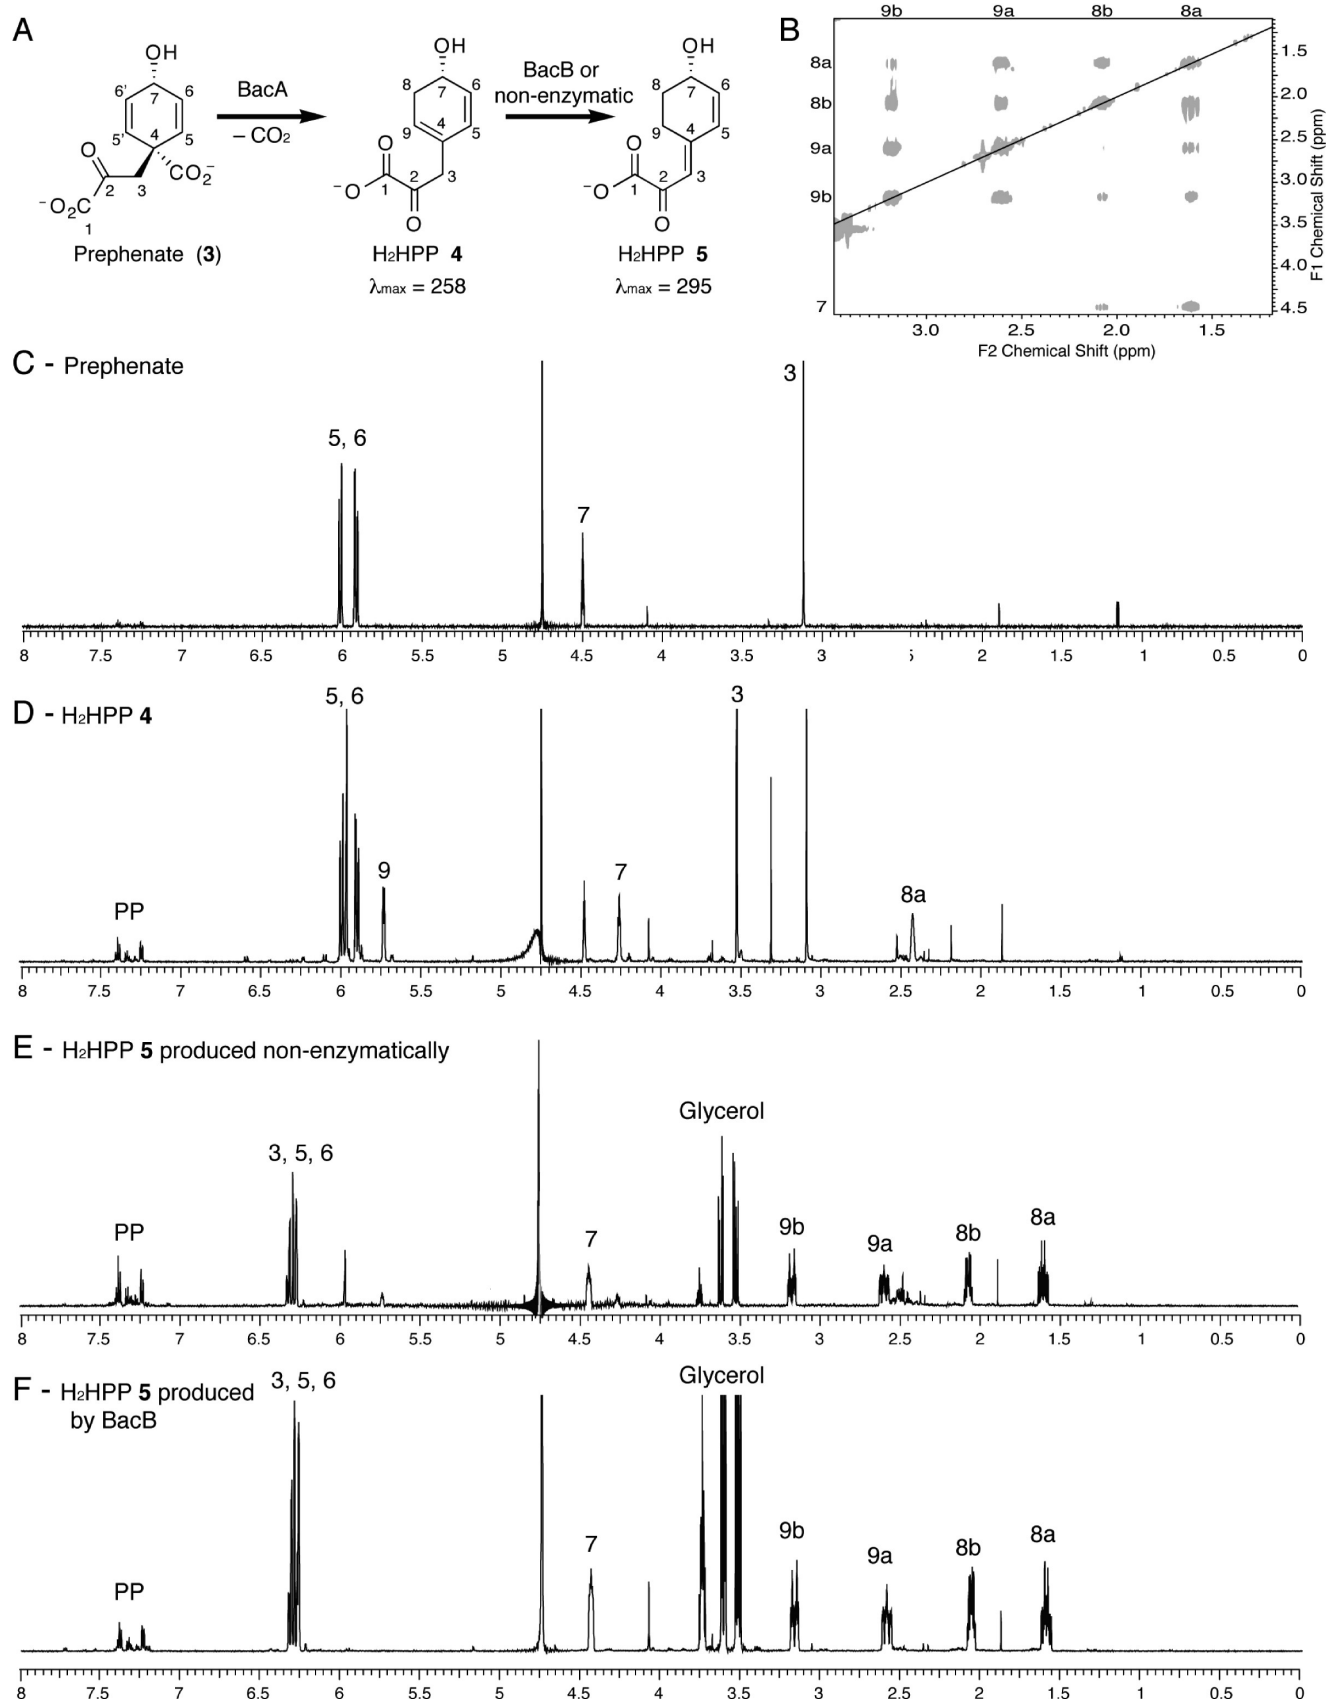 A
OH
6'
7
6
5'
4
5
O
2
3
CO2−
−O2C
1
Prephenate (3)
BacA
– CO2
OH
8
7
6
9
4
5
O
−O
1
2
3
O
H2HPP 4
λmax = 258
BacB or
non-enzymatic
OH
8
7
6
9
4
5
O
−O
1
2
3
O
H2HPP 5
λmax = 295
B
9b 9a 8b 8a
8a
8b
9a
9b
7
1.5
2.0
2.5
3.0
3.5
4.0
4.5
F1 Chemical Shift (ppm)
3.0 2.5 2.0 1.5
F2 Chemical Shift (ppm)
C - Prephenate
5, 6
7
3
8 7.5 7 6.5 6 5.5 5 4.5 4 3.5 3 2 1.5 1 0.5 0
D - H2HPP 4
PP
5, 6
9
7
3
8a
8 7.5 7 6.5 6 5.5 5 4.5 4 3.5 3 2.5 2 1.5 1 0.5 0
E - H2HPP 5 produced non-enzymatically
PP
3, 5, 6
7
Glycerol
9b
9a
8b
8a
8 7.5 7 6.5 6 5.5 5 4.5 4 3.5 3 2.5 2 1.5 1 0.5 0
F - H2HPP 5 produced
by BacB
PP
3, 5, 6
7
Glycerol
9b
9a
8b
8a
8 7.5 7 6.5 6 5.5 5 4.5 4 3.5 3 2.5 2 1.5 1 0.5 0